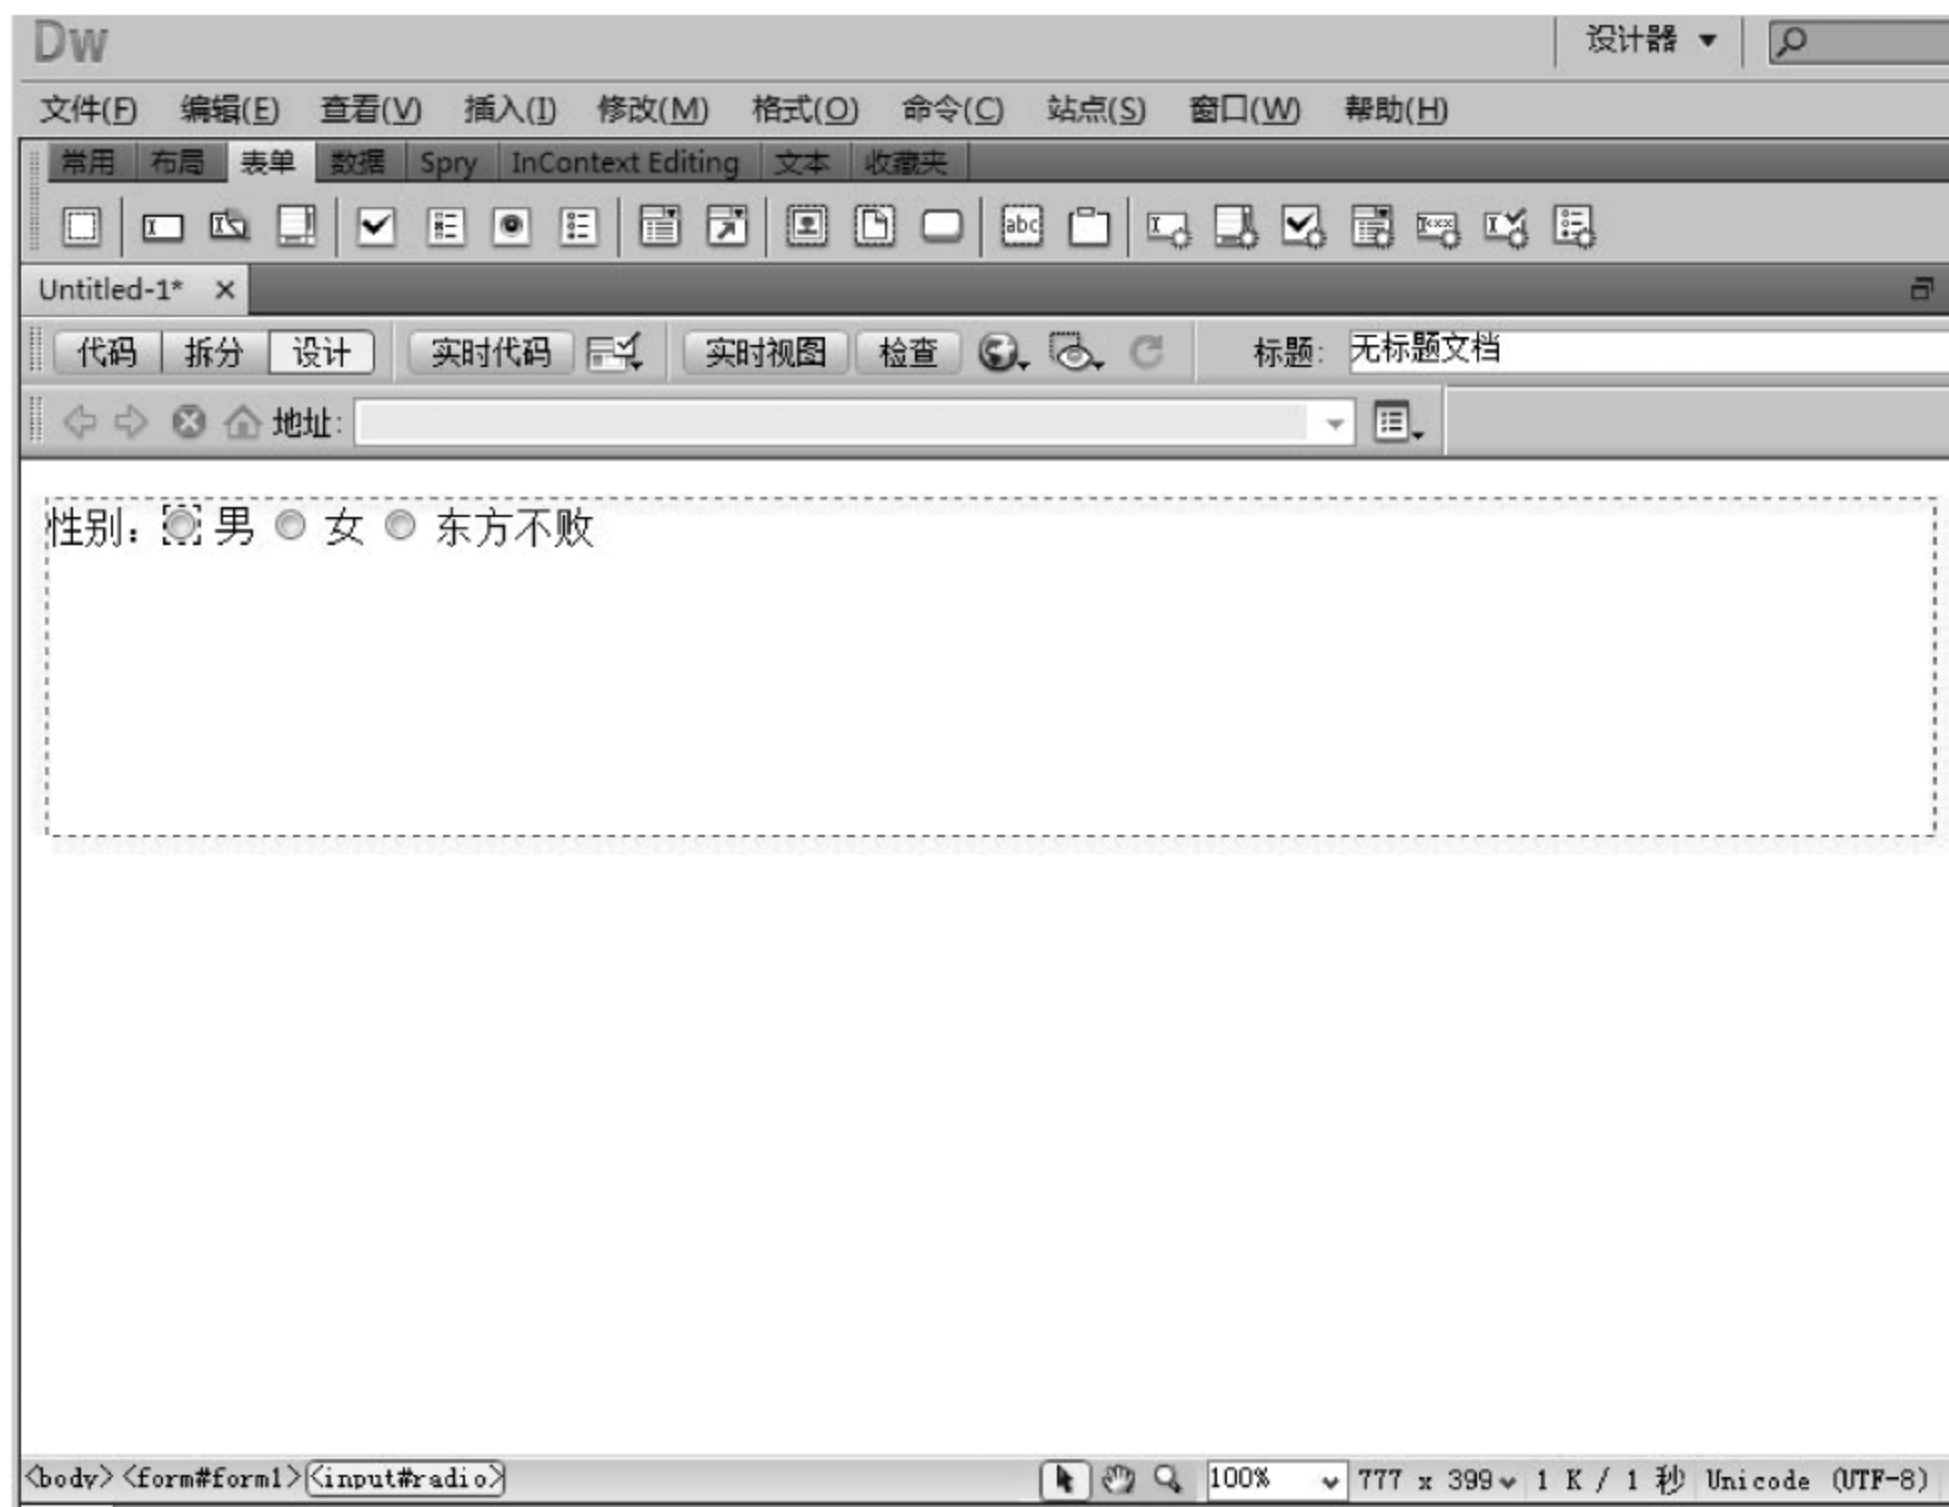 Dw 设计器
文件(F) 编辑(E) 查看(V) 插入(I) 修改(M) 格式(O) 命令(C) 站点(S) 窗口(W) 帮助(H)
常用 布局 表单 数据 Spry InContext Editing 文本 收藏夹
abc
Untitled-1* ×
代码 拆分 设计 实时代码 实时视图 检查 标题: 无标题文档
地址:
性别：男 女 东方不败
<body><form#form1><input#radio> 100% 777 x 399 1 K / 1 秒 Unicode (UTF-8)